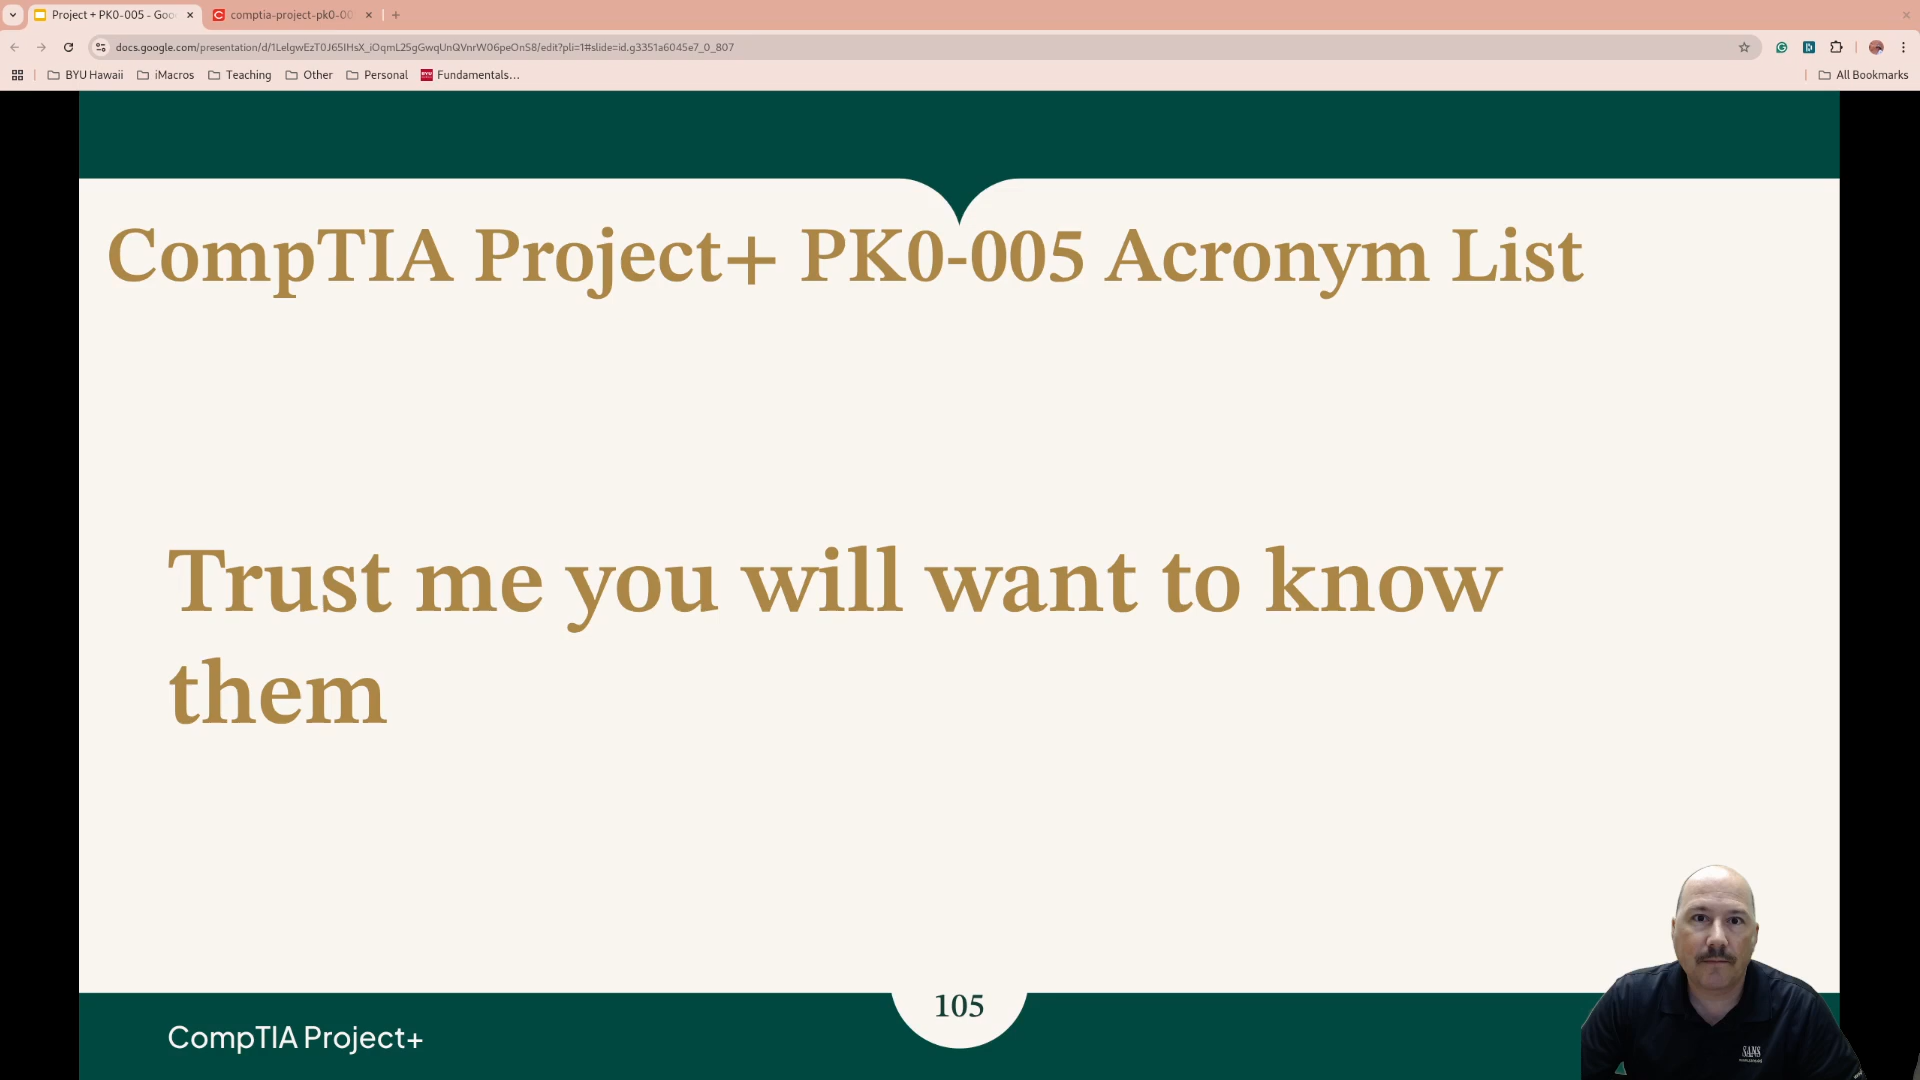 Project + PK0-005 - Goo
comptia-project-pk0-00
docs.google.com/presentation/d/1LelgwEzT0J65IHsX_iOqmL25gGwqUnQVnrW06peOnS8/edit?pli=1#slide=id.g3351a6045e7_0_807
BYU Hawaii
iMacros
Teaching
Other
Personal
Fundamentals...
All Bookmarks
CompTIA Project+ PK0-005 Acronym List
Trust me you will want to know
them
105
CompTIA Project+
SANS